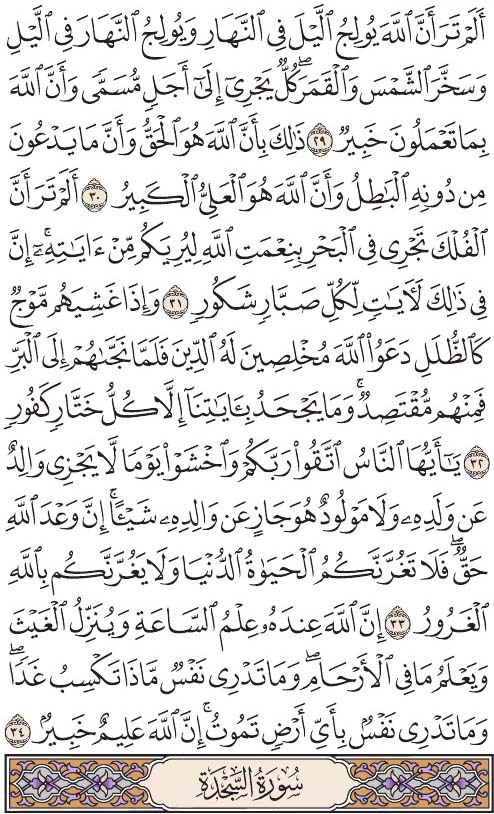 أَلَمْ تَرَ أَنَّ ٱللَّهَ يُولِجُ ٱلَّيْلَ فِى ٱلنَّهَارِ وَيُولِجُ ٱلنَّهَارَ فِى ٱلَّيْلِ
وَسَخَّرَ ٱلشَّمْسَ وَٱلْقَمَرَ ۖ كُلٌّ يَجْرِىٓ إِلَىٰٓ أَجَلٍ مُّسَمًّى وَأَنَّ ٱللَّهَ
بِمَا تَعْمَلُونَ خَبِيرٌ ٢٩ ذَٰلِكَ بِأَنَّ ٱللَّهَ هُوَ ٱلْحَقُّ وَأَنَّ مَا يَدْعُونَ
مِن دُونِهِ ٱلْبَـٰطِلُ وَأَنَّ ٱللَّهَ هُوَ ٱلْعَلِىُّ ٱلْكَبِيرُ ٣٠ أَلَمْ تَرَ أَنَّ
ٱلْفُلْكَ تَجْرِى فِى ٱلْبَحْرِ بِنِعْمَتِ ٱللَّهِ لِيُرِيَكُم مِّنْ ءَايَـٰتِهِۦٓ ۚ إِنَّ
فِى ذَٰلِكَ لَـَٔايَـٰتٍ لِّكُلِّ صَبَّارٍ شَكُورٍ ٣١ وَإِذَا غَشِيَهُم مَّوْجٌ
كَٱلظُّلَلِ دَعَوُا۟ ٱللَّهَ مُخْلِصِينَ لَهُ ٱلدِّينَ فَلَمَّا نَجَّىٰهُمْ إِلَى ٱلْبَرِّ
فَمِنْهُم مُّقْتَصِدٌ ۚ وَمَا يَجْحَدُ بِـَٔايَـٰتِنَآ إِلَّا كُلُّ خَتَّارٍ كَفُورٍ
٣٢ يَـٰٓأَيُّهَا ٱلنَّاسُ ٱتَّقُوا۟ رَبَّكُمْ وَٱخْشَوْا۟ يَوْمًا لَّا يَجْزِى وَالِدٌ
عَن وَلَدِهِۦ وَلَا مَوْلُودٌ هُوَ جَازٍ عَن وَالِدِهِۦ شَيْـًٔا ۚ إِنَّ وَعْدَ ٱللَّهِ
حَقٌّ ۖ فَلَا تَغُرَّنَّكُمُ ٱلْحَيَوٰةُ ٱلدُّنْيَا وَلَا يَغُرَّنَّكُم بِٱللَّهِ
ٱلْغَرُورُ ٣٣ إِنَّ ٱللَّهَ عِندَهُۥ عِلْمُ ٱلسَّاعَةِ وَيُنَزِّلُ ٱلْغَيْثَ
وَيَعْلَمُ مَا فِى ٱلْأَرْحَامِ ۖ وَمَا تَدْرِى نَفْسٌ مَّاذَا تَكْسِبُ غَدًا ۖ
وَمَا تَدْرِى نَفْسٌۢ بِأَىِّ أَرْضٍ تَمُوتُ ۚ إِنَّ ٱللَّهَ عَلِيمٌ خَبِيرٌۢ ٣٤
سُورَةُ السَّجْدَةِ